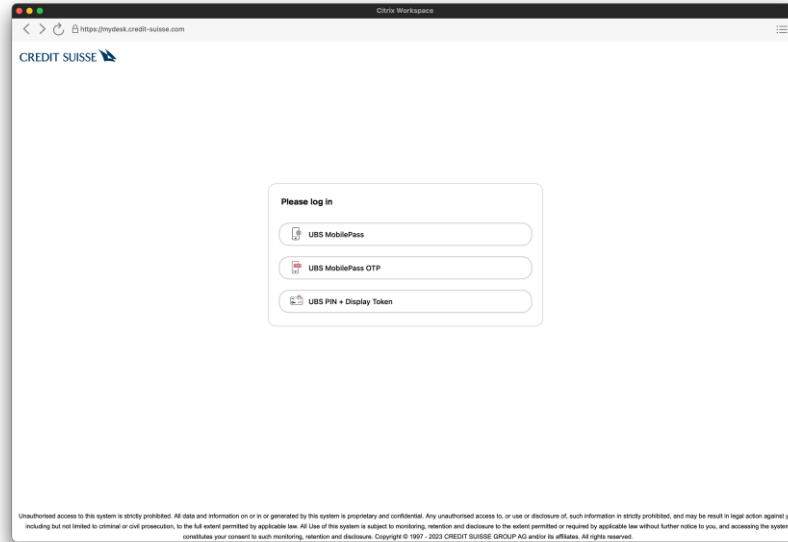 Citrix Workspace
https://mydesk.credit-suisse.com
CREDIT SUISSE
Please log in
UBS MobilePass
UBS MobilePass OTP
UBS PIN + Display Token
Unauthorised access to this system is strictly prohibited. All data and information on or in or generated by this system is proprietary and confidential. Any unauthorised access to, or use or disclosure of, such information in strictly prohibited, and may be result in legal action against y
including but not limited to criminal or civil prosecution, to the full extent permitted by applicable law. All Use of this system is subject to monitoring, retention and disclosure to the extent permitted or required by applicable law without further notice to you, and accessing the system
constitutes your consent to such monitoring, retention and disclosure. Copyright © 1997 - 2023 CREDIT SUISSE GROUP AG and/or its affiliates. All rights reserved.